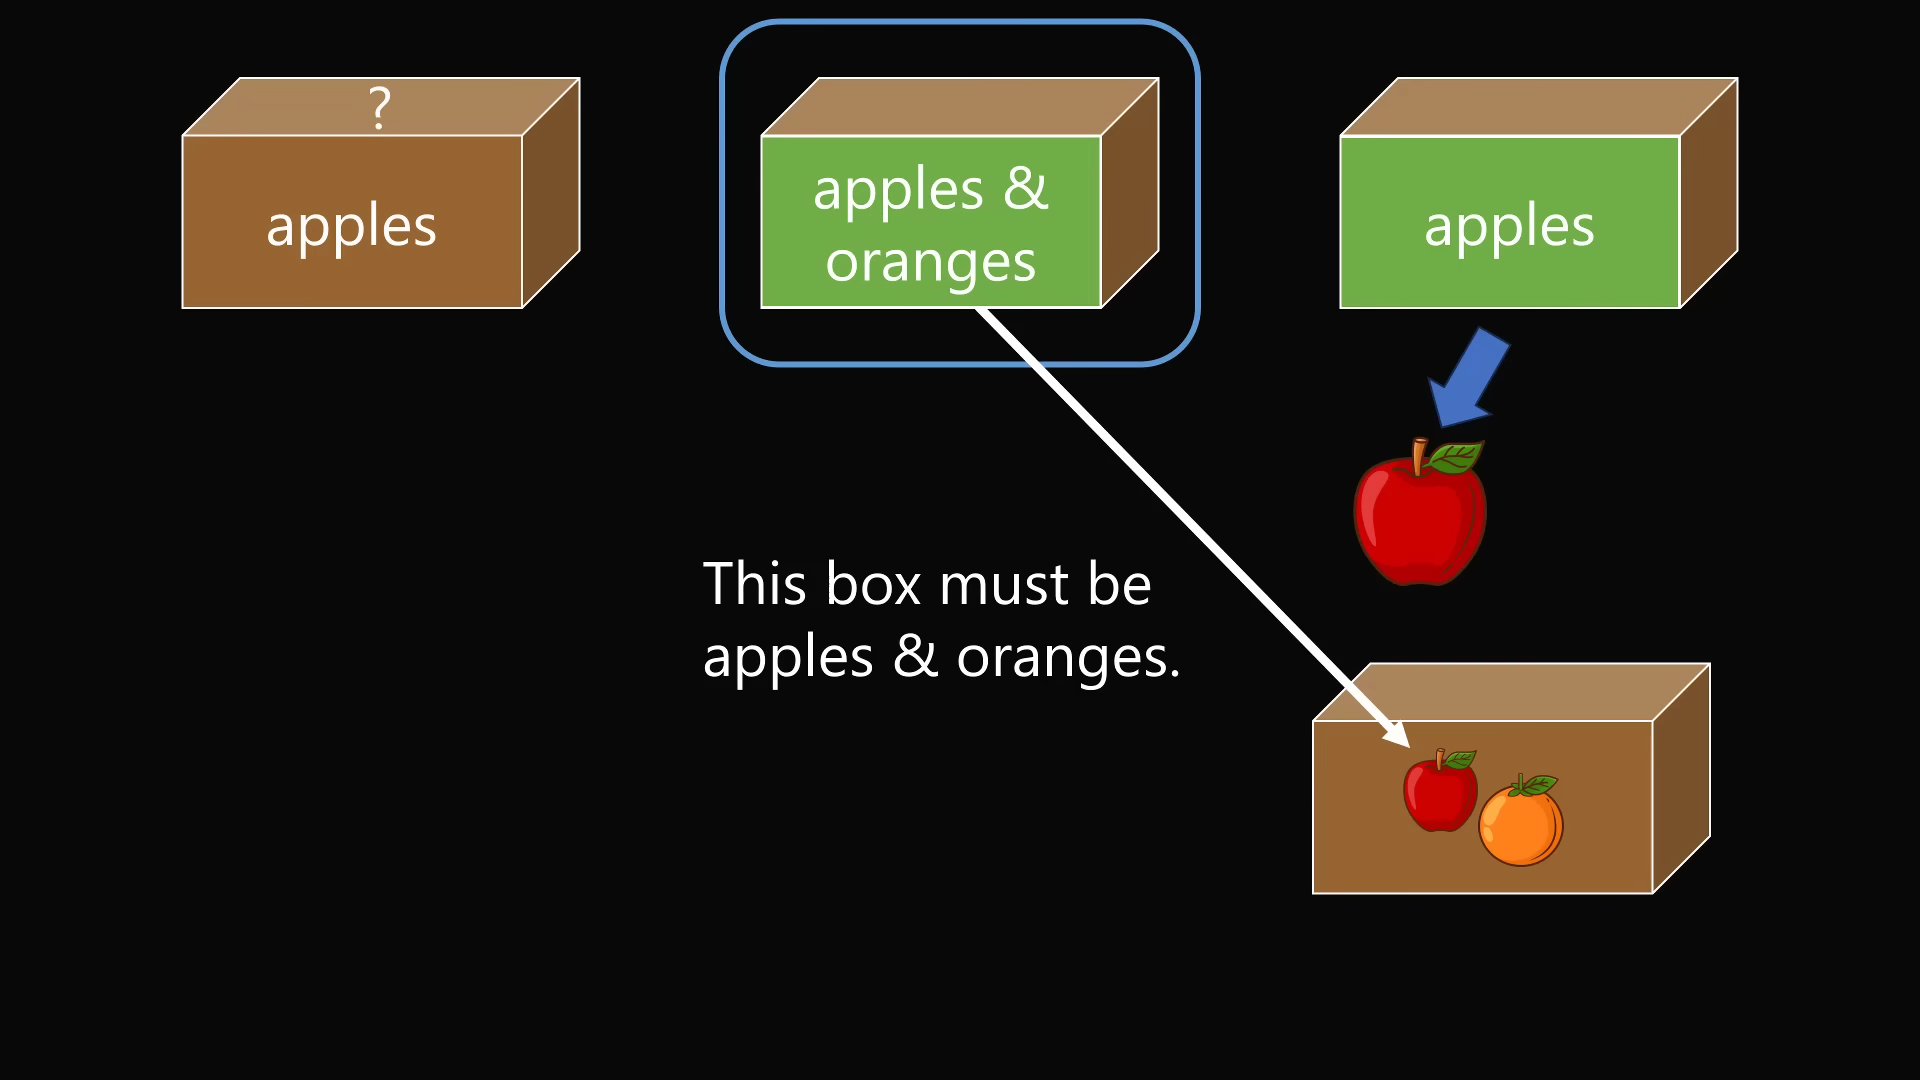 ?
apples
apples &
oranges
apples
This box must be
apples & oranges.